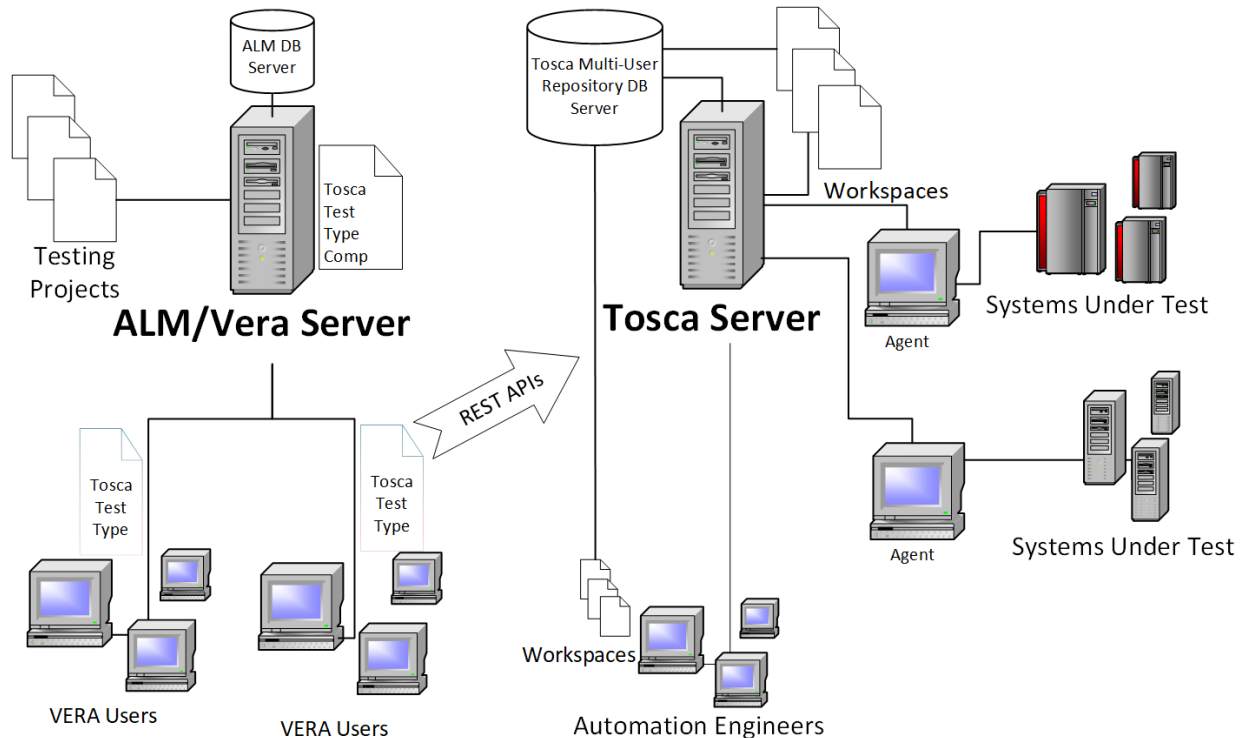 ALM DB
Server
Tosca
Test
Type
Comp
Testing
Projects
ALM/Vera Server
Tosca Multi-User
Repository DB
Server
Workspaces
Tosca Server
Agent
Systems Under Test
REST APIs
Agent
Systems Under Test
Tosca
Test
Type
Tosca
Test
Type
VERA Users
VERA Users
Workspaces
Automation Engineers